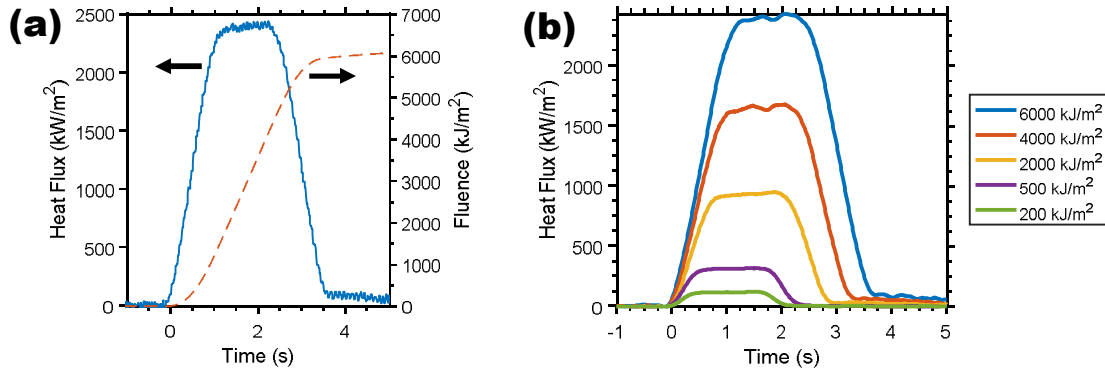 (a)
Heat Flux (kW/m²)
2500
2000
1500
1000
500
0
7000
6000
5000
4000
3000
2000
1000
0
Fluence (kJ/m²)
0
2
4
Time (s)
(b)
Heat Flux (kW/m²)
2000
1500
1000
500
0
-1
0
1
2
3
4
5
Time (s)
6000 kJ/m²
4000 kJ/m²
2000 kJ/m²
500 kJ/m²
200 kJ/m²